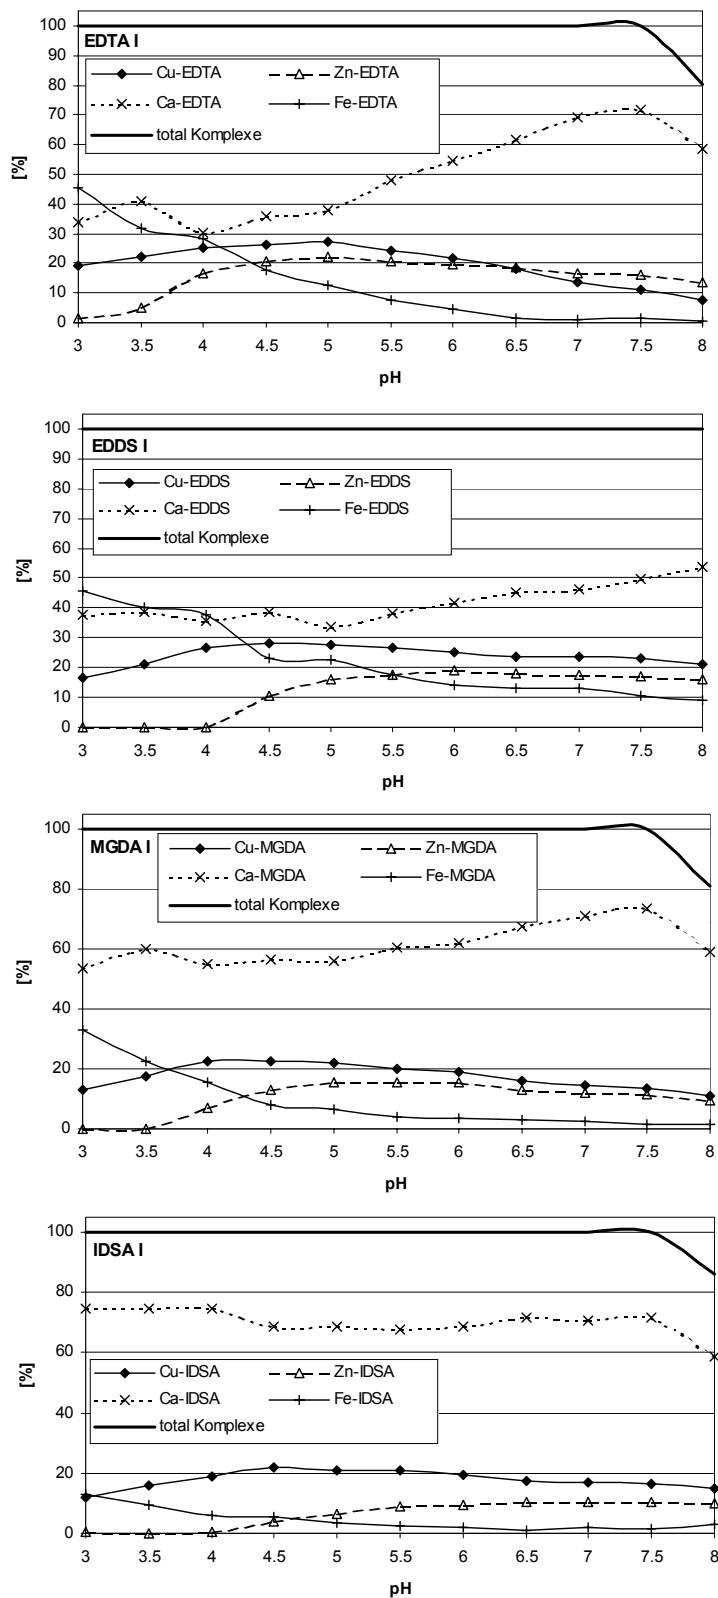 100
EDTA I
90
80
Cu-EDTA Zn-EDTA
Ca-EDTA Fe-EDTA
70
total Komplexe
60
[%]
50
40
30
20
10
0
3 3.5 4 4.5 5 5.5 6 6.5 7 7.5 8
pH
100
EDDS I
90
80
Cu-EDDS Zn-EDDS
Ca-EDDS Fe-EDDS
70
total Komplexe
60
[%]
50
40
30
20
10
0
3 3.5 4 4.5 5 5.5 6 6.5 7 7.5 8
pH
100
MGDA I
Cu-MGDA Zn-MGDA
80
Ca-MGDA Fe-MGDA
total Komplexe
60
[%]
40
20
0
3 3.5 4 4.5 5 5.5 6 6.5 7 7.5 8
pH
100
IDSA I
80
60
Cu-IDSA Zn-IDSA
[%]
Ca-IDSA Fe-IDSA
total Komplexe
40
20
0
3 3.5 4 4.5 5 5.5 6 6.5 7 7.5 8
pH